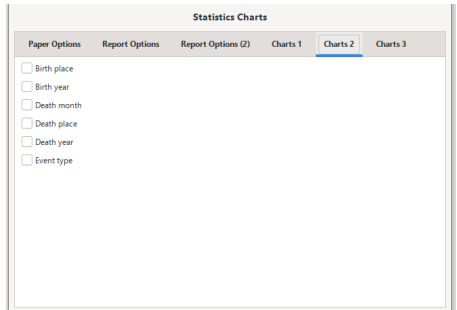 Statistics Charts
Paper Options Report Options Report Options (2) Charts 1 Charts 2 Charts 3
Birth place
Birth year
Death month
Death place
Death year
Event type